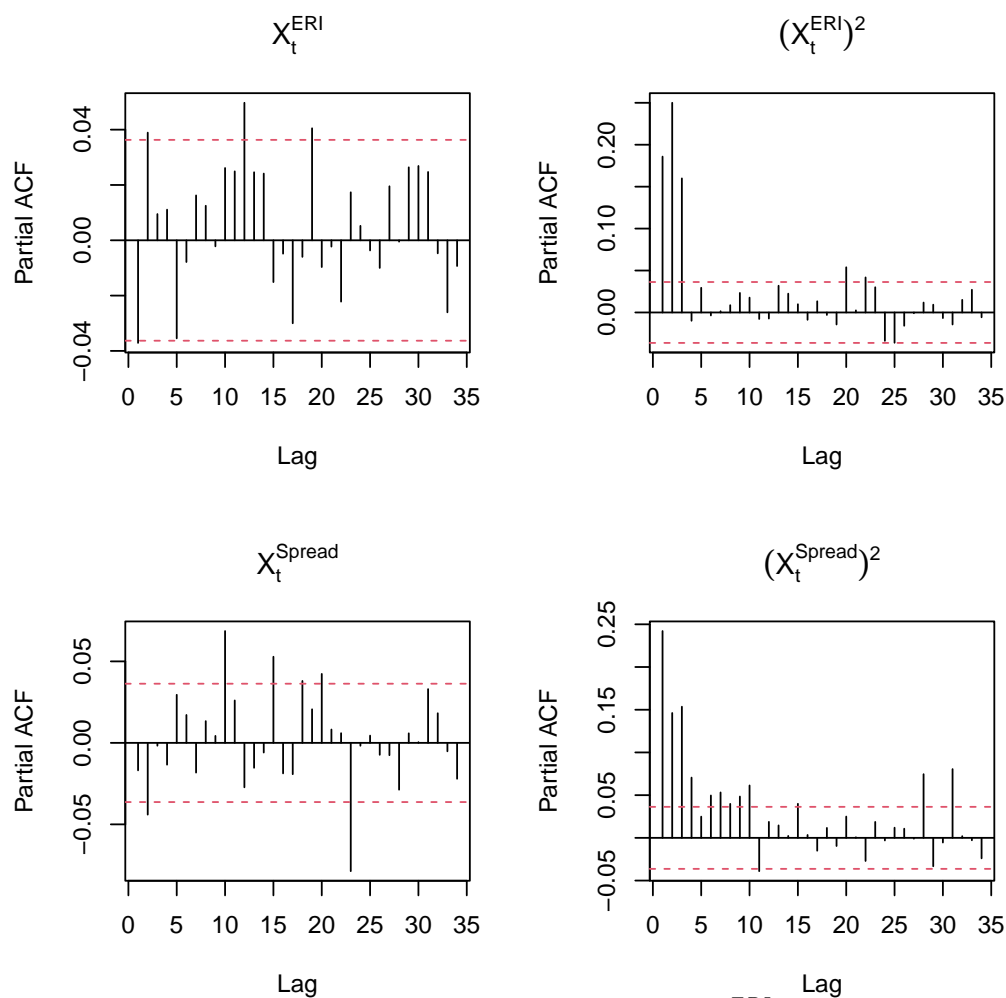 X_t^ERI
Partial ACF
0.04
0.00
−0.04
0 5 10 15 20 25 30 35
Lag
(X_t^ERI)^2
Partial ACF
0.20
0.10
0.00
0 5 10 15 20 25 30 35
Lag
X_t^Spread
Partial ACF
0.05
0.00
−0.05
0 5 10 15 20 25 30 35
Lag
(X_t^Spread)^2
Partial ACF
0.25
0.15
0.05
−0.05
0 5 10 15 20 25 30 35
Lag